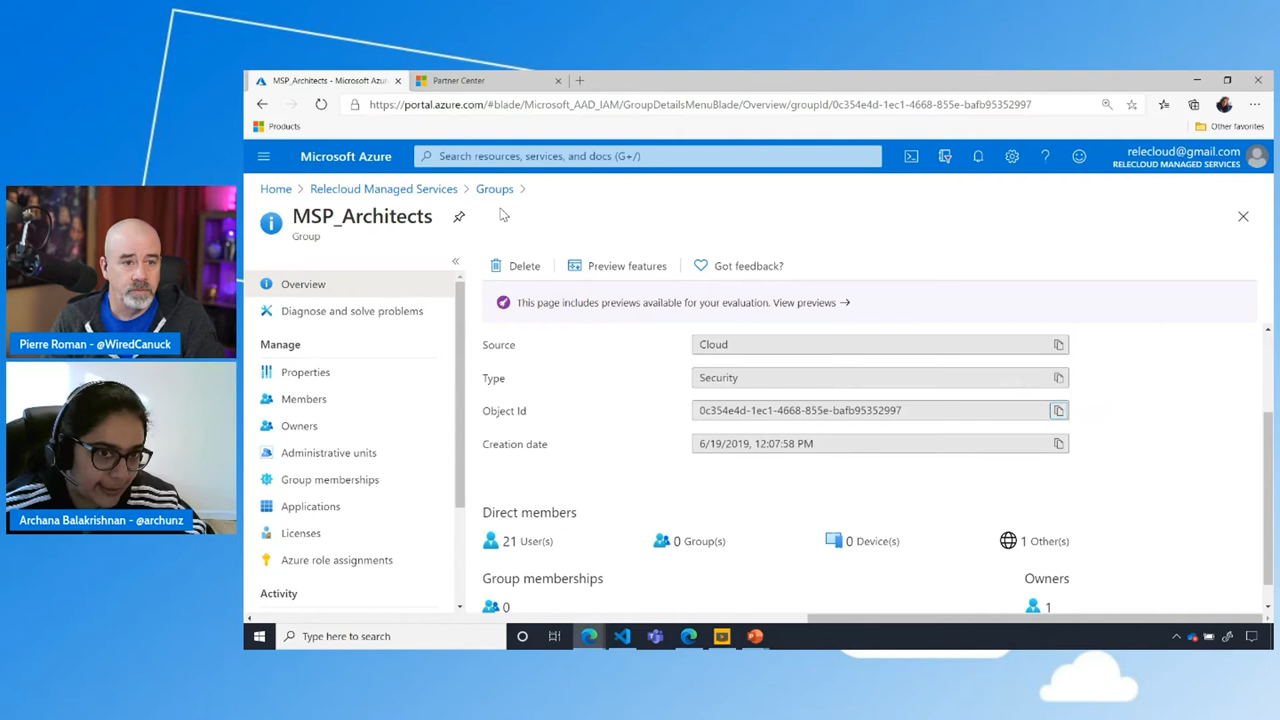 MSP_Architects - Microsoft Azur
Partner Center
https://portal.azure.com/#blade/Microsoft_AAD_IAM/GroupDetailsMenuBlade/Overview/groupId/0c354e4d-1ec1-4668-855e-bafb95352997
Products
Other favorites
Microsoft Azure
Search resources, services, and docs (G+/)
relecloud@gmail.com
RELECLOUD MANAGED SERVICES
Home > Relecloud Managed Services > Groups >
MSP_Architects
Group
Delete
Preview features
Got feedback?
This page includes previews available for your evaluation. View previews →
Overview
Diagnose and solve problems
Manage
Properties
Members
Owners
Administrative units
Group memberships
Applications
Licenses
Azure role assignments
Activity
Source
Cloud
Type
Security
Object Id
0c354e4d-1ec1-4668-855e-bafb95352997
Creation date
6/19/2019, 12:07:58 PM
Direct members
21 User(s)
0 Group(s)
0 Device(s)
1 Other(s)
Group memberships
0
Owners
1
Pierre Roman - @WiredCanuck
Archana Balakrishnan - @archunz
Type here to search